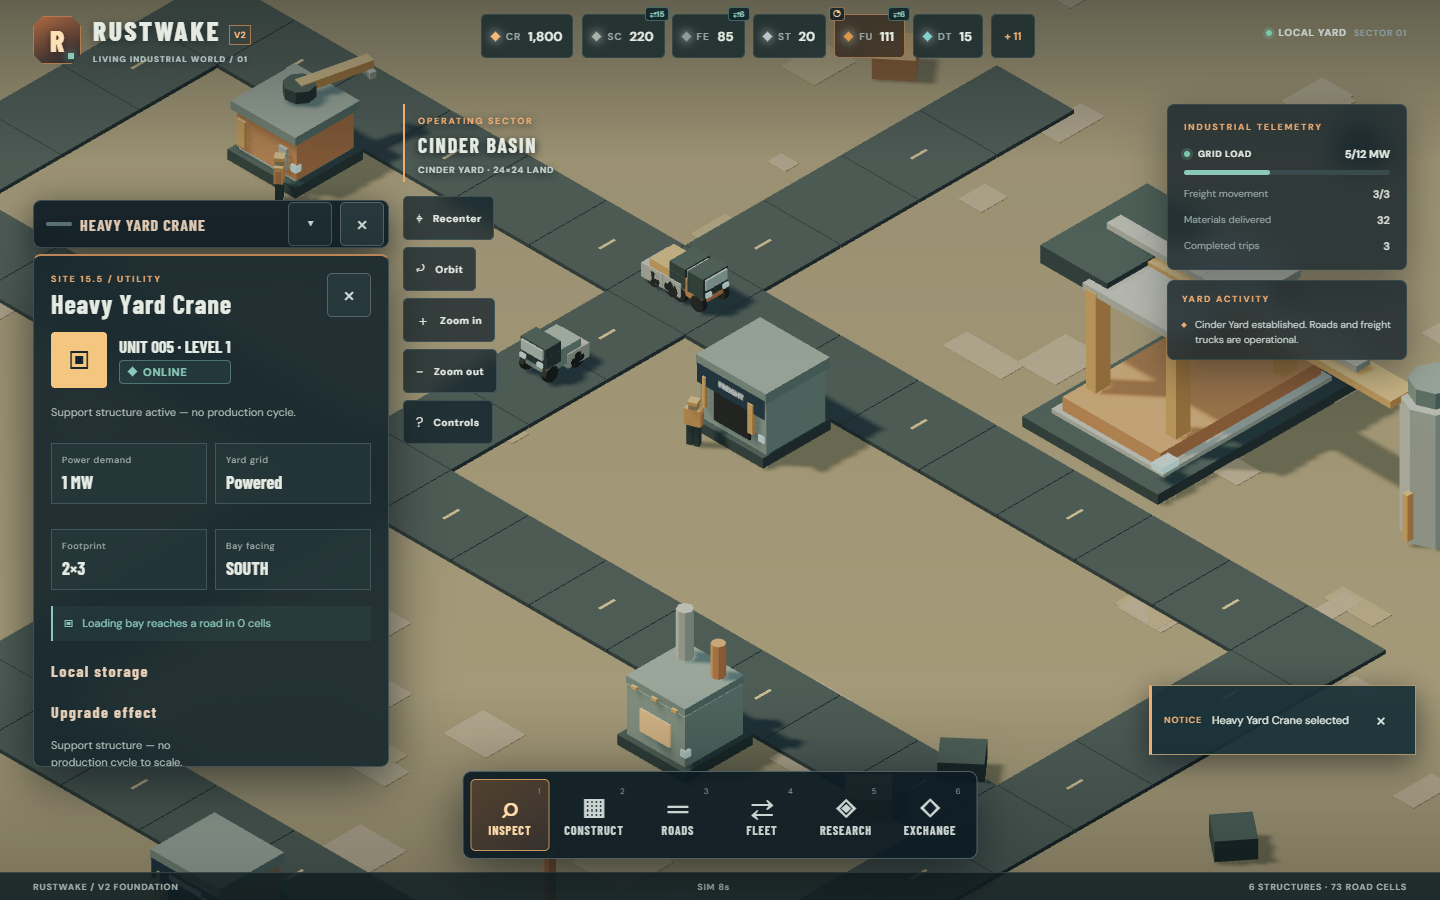 R
RUSTWAKE V2
LIVING INDUSTRIAL WORLD / 01
CR 1,800
⇄15
SC 220
⇄6
FE 85
ST 20
⇄6
FU 111
DT 15
+11
LOCAL YARD SECTOR 01
OPERATING SECTOR
CINDER BASIN
CINDER YARD · 24×24 LAND
Recenter
Orbit
+ Zoom in
− Zoom out
? Controls
HEAVY YARD CRANE ▾ ×
SITE 15.5 / UTILITY
Heavy Yard Crane ×
UNIT 005 · LEVEL 1
◆ ONLINE
Support structure active — no production cycle.
Power demand
1 MW
Yard grid
Powered
Footprint
2×3
Bay facing
SOUTH
Loading bay reaches a road in 0 cells
Local storage
Upgrade effect
Support structure — no
production cycle to scale.
FREIGHT
INDUSTRIAL TELEMETRY
GRID LOAD 5/12 MW
Freight movement 3/3
Materials delivered 32
Completed trips 3
YARD ACTIVITY
Cinder Yard established. Roads and freight
trucks are operational.
NOTICE Heavy Yard Crane selected ×
1 INSPECT
2 CONSTRUCT
3 ROADS
4 FLEET
5 RESEARCH
6 EXCHANGE
RUSTWAKE / V2 FOUNDATION
SIM 8s
6 STRUCTURES · 73 ROAD CELLS